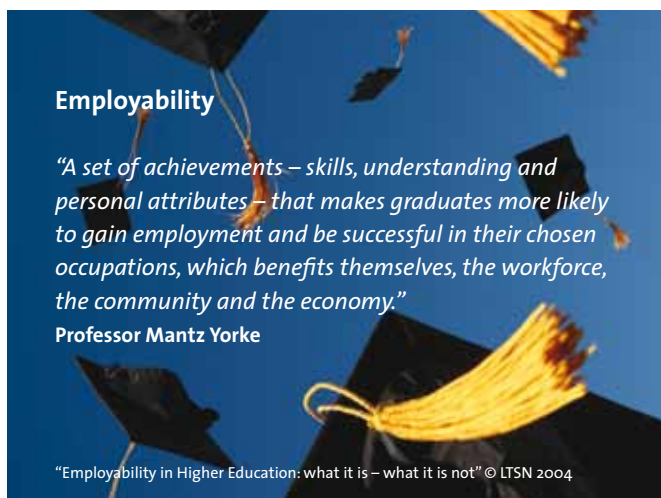 Employability
“A set of achievements – skills, understanding and
personal attributes – that makes graduates more likely
to gain employment and be successful in their chosen
occupations, which benefits themselves, the workforce,
the community and the economy.”
Professor Mantz Yorke
“Employability in Higher Education: what it is – what it is not” © LTSN 2004